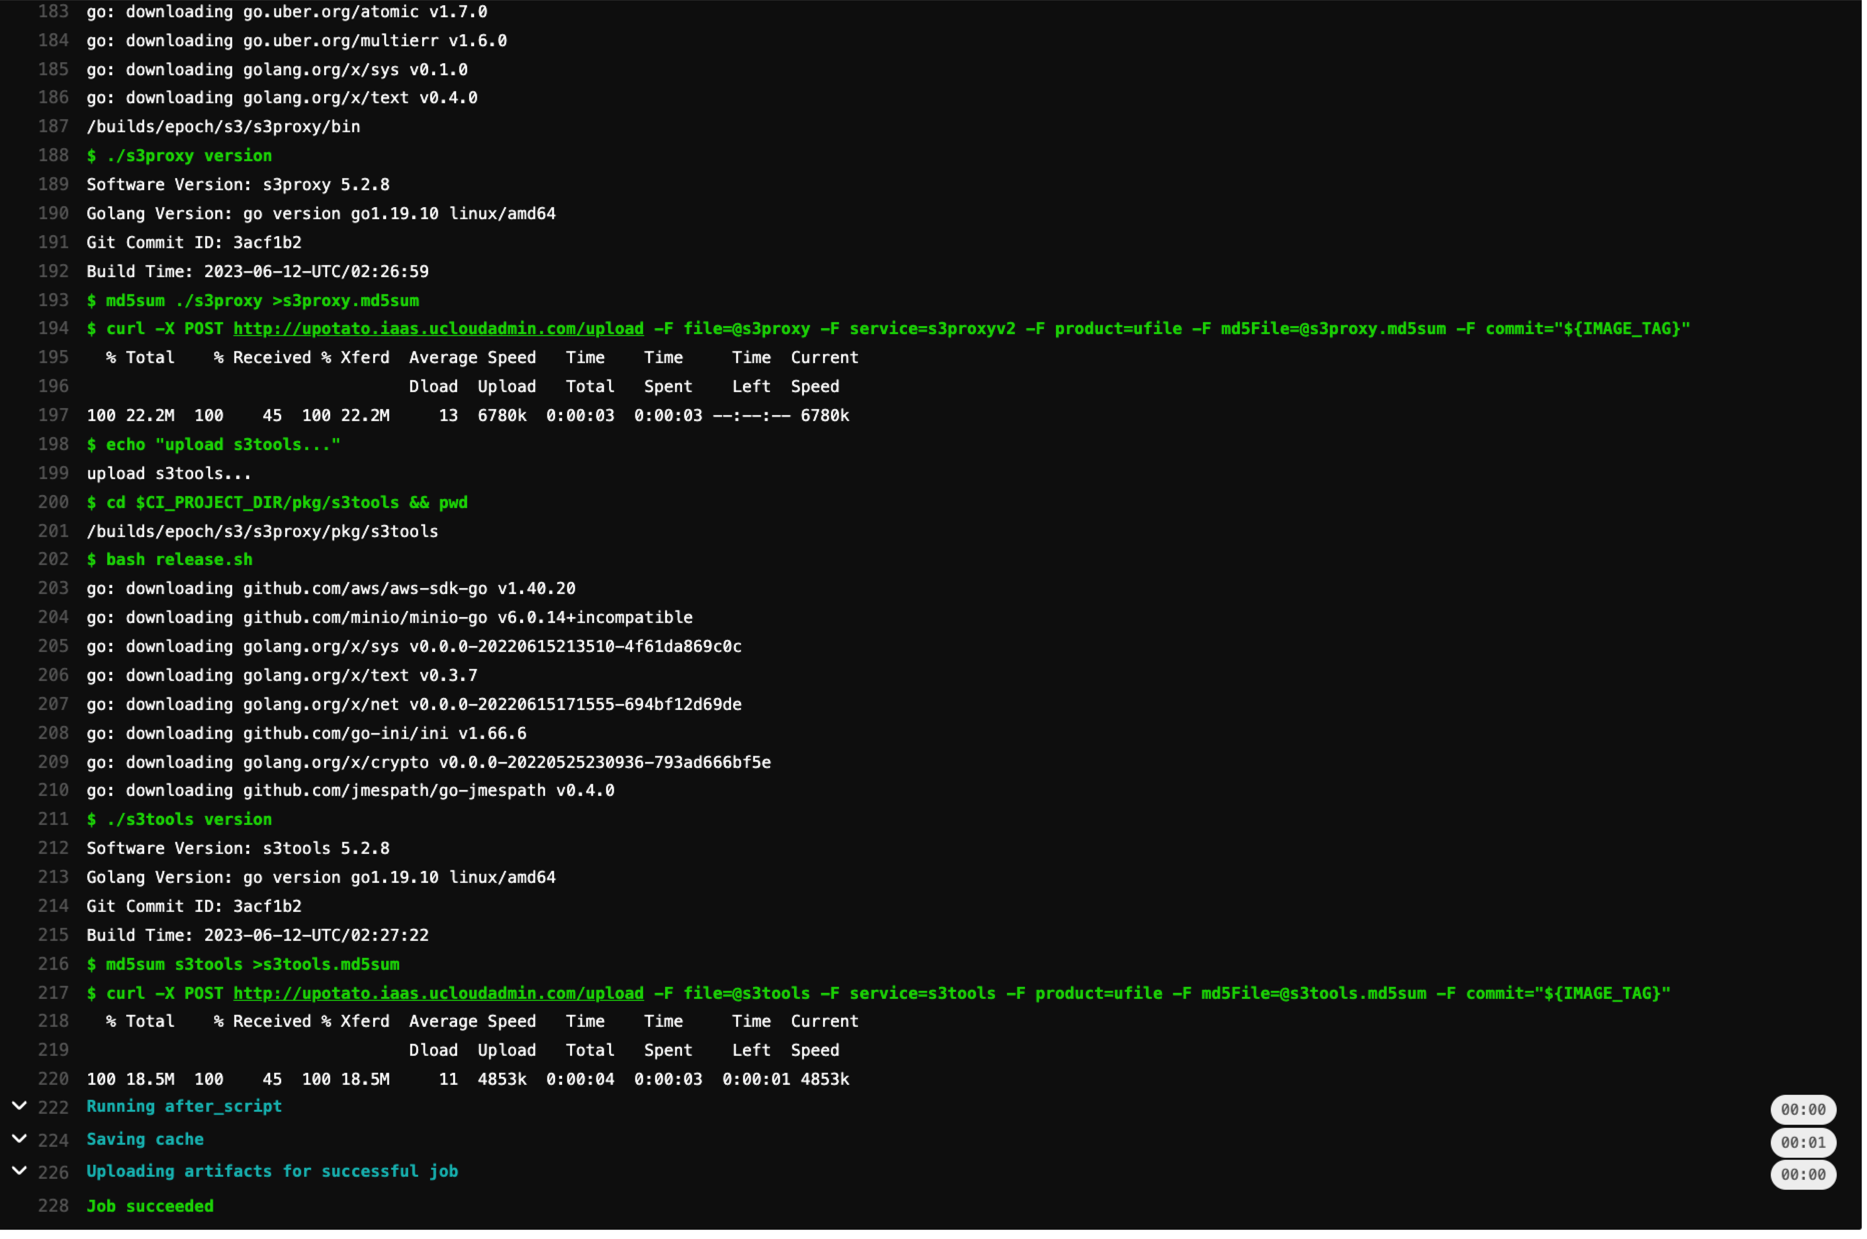 183 go: downloading go.uber.org/atomic v1.7.0
184 go: downloading go.uber.org/multierr v1.6.0
185 go: downloading golang.org/x/sys v0.1.0
186 go: downloading golang.org/x/text v0.4.0
187 /builds/epoch/s3/s3proxy/bin
188 $ ./s3proxy version
189 Software Version: s3proxy 5.2.8
190 Golang Version: go version go1.19.10 linux/amd64
191 Git Commit ID: 3acf1b2
192 Build Time: 2023-06-12-UTC/02:26:59
193 $ md5sum ./s3proxy >s3proxy.md5sum
194 $ curl -X POST http://upotato.iaas.ucloudadmin.com/upload -F file=@s3proxy -F service=s3proxyv2 -F product=ufile -F md5File=@s3proxy.md5sum -F commit="${IMAGE_TAG}"
195   % Total    % Received % Xferd  Average Speed   Time    Time     Time  Current
196                                  Dload  Upload   Total   Spent    Left  Speed
197 100 22.2M  100    45  100 22.2M     13  6780k  0:00:03  0:00:03 --:--:-- 6780k
198 $ echo "upload s3tools..."
199 upload s3tools...
200 $ cd $CI_PROJECT_DIR/pkg/s3tools && pwd
201 /builds/epoch/s3/s3proxy/pkg/s3tools
202 $ bash release.sh
203 go: downloading github.com/aws/aws-sdk-go v1.40.20
204 go: downloading github.com/minio/minio-go v6.0.14+incompatible
205 go: downloading golang.org/x/sys v0.0.0-20220615213510-4f61da869c0c
206 go: downloading golang.org/x/text v0.3.7
207 go: downloading golang.org/x/net v0.0.0-20220615171555-694bf12d69de
208 go: downloading github.com/go-ini/ini v1.66.6
209 go: downloading golang.org/x/crypto v0.0.0-20220525230936-793ad666bf5e
210 go: downloading github.com/jmespath/go-jmespath v0.4.0
211 $ ./s3tools version
212 Software Version: s3tools 5.2.8
213 Golang Version: go version go1.19.10 linux/amd64
214 Git Commit ID: 3acf1b2
215 Build Time: 2023-06-12-UTC/02:27:22
216 $ md5sum s3tools >s3tools.md5sum
217 $ curl -X POST http://upotato.iaas.ucloudadmin.com/upload -F file=@s3tools -F service=s3tools -F product=ufile -F md5File=@s3tools.md5sum -F commit="${IMAGE_TAG}"
218   % Total    % Received % Xferd  Average Speed   Time    Time     Time  Current
219                                  Dload  Upload   Total   Spent    Left  Speed
220 100 18.5M  100    45  100 18.5M     11  4853k  0:00:04  0:00:03  0:00:01 4853k
222 Running after_script 00:00
224 Saving cache 00:01
226 Uploading artifacts for successful job 00:00
228 Job succeeded